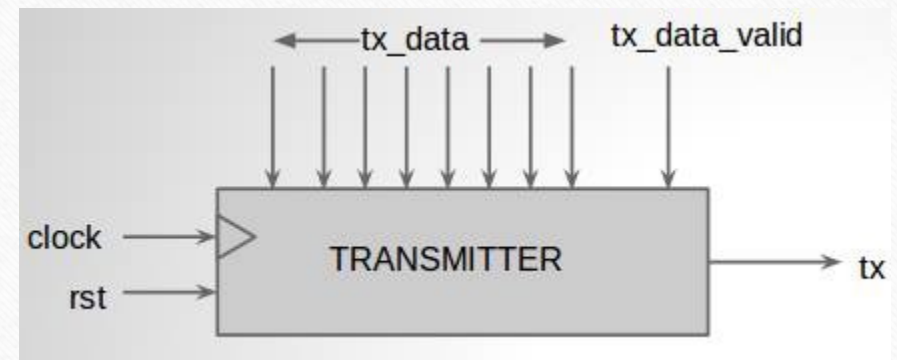 tx_data
tx_data_valid
clock
TRANSMITTER
tx
rst